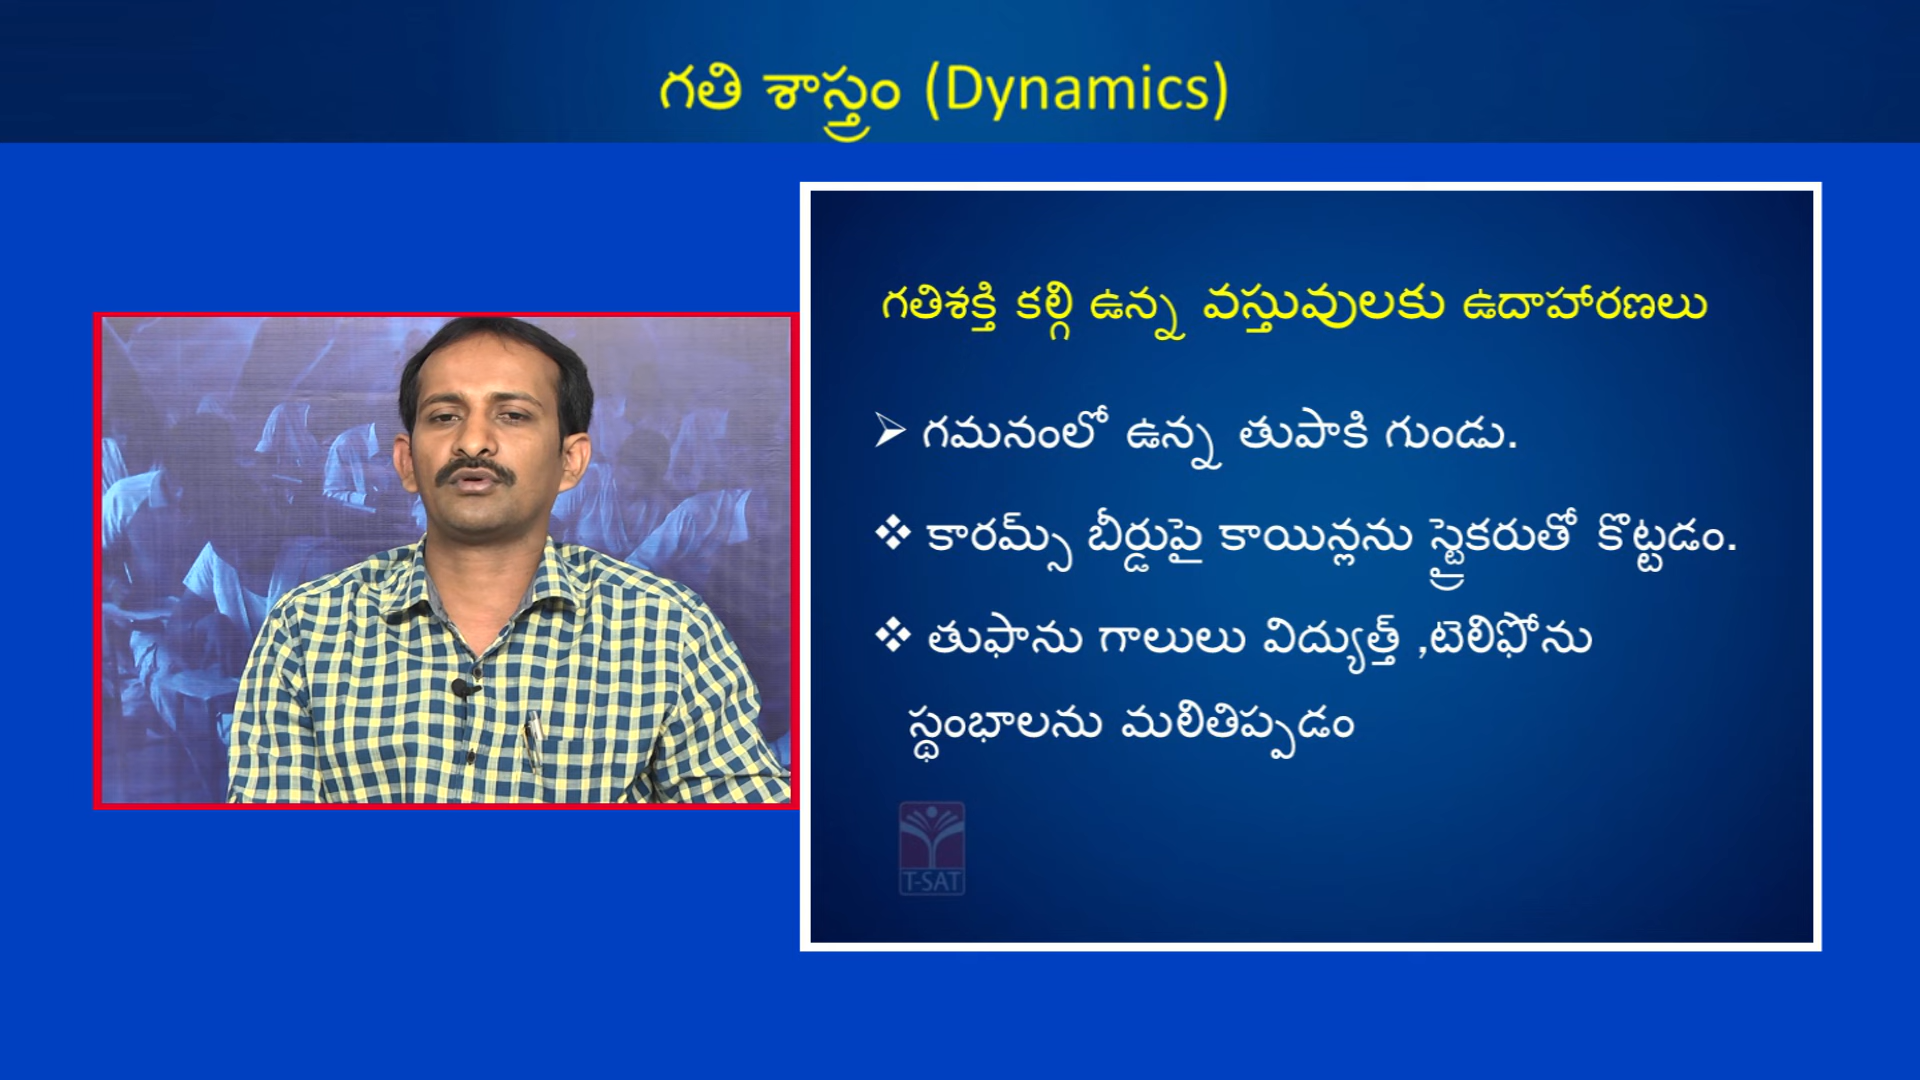 గతి శాస్త్రం (Dynamics)
గతిశక్తి కల్గి ఉన్న వస్తువులకు ఉదాహారణలు
గమనంలో ఉన్న తుపాకి గుండు.
కారమ్స్ బీర్డుపై కాయిన్లను స్ట్రైకరుతో కొట్టడం.
తుఫాను గాలులు విద్యుత్ ,టెలిఫోను
స్థంభాలను మలితిప్పడం
T-SAT